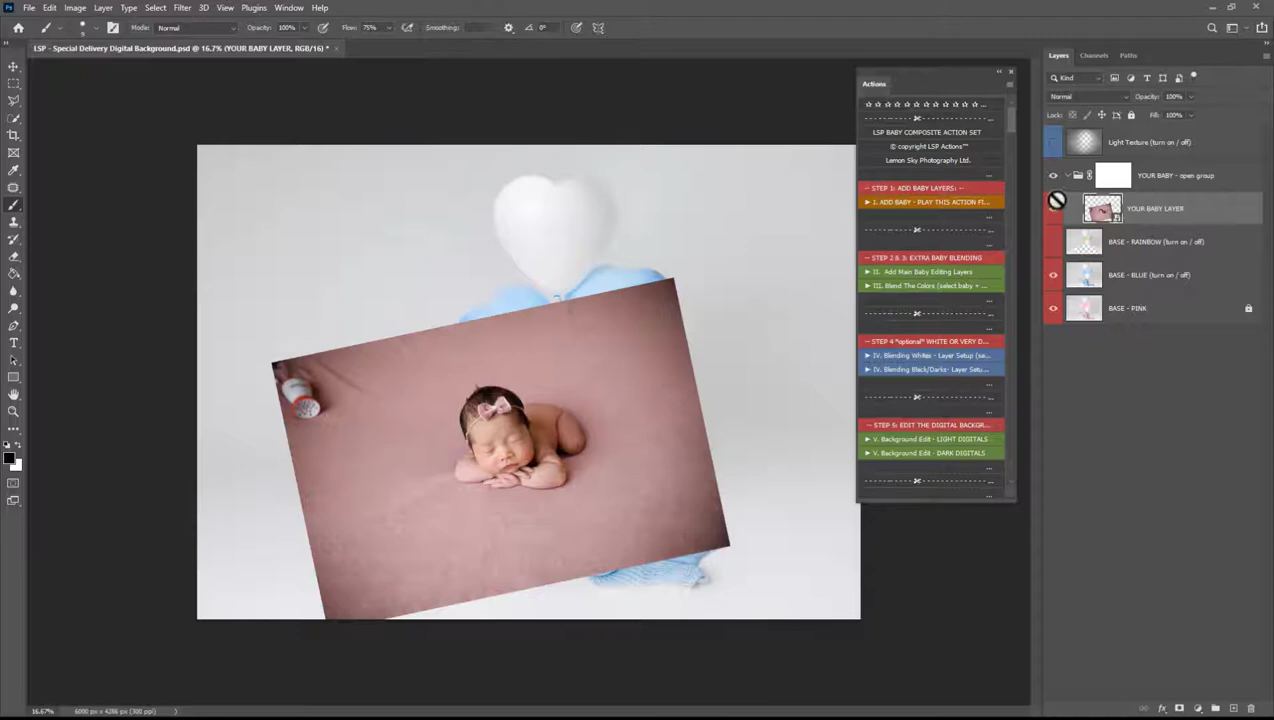 Ps File Edit Image Layer Type Select Filter 3D View Plugins Window Help
Mode: Normal Opacity: 100% Flow: 75% Smoothing: 0°
LSP - Special Delivery Digital Background.psd @ 16.7% (YOUR BABY LAYER, RGB/16) *
Actions
LSP BABY COMPOSITE ACTION SET
© copyright LSP Actions™
Lemon Sky Photography Ltd.
-- STEP 1: ADD BABY LAYERS: --
I. ADD BABY - PLAY THIS ACTION FI...
-- STEP 2 & 3: EXTRA BABY BLENDING
II. Add Main Baby Editing Layers
III. Blend The Colors (select baby + ...
-- STEP 4 *optional* WHITE OR VERY D...
IV. Blending Whites - Layer Setup (se...
IV. Blending Black/Darks- Layer Setu...
-- STEP 5: EDIT THE DIGITAL BACKGR...
V. Background Edit - LIGHT DIGITALS
V. Background Edit - DARK DIGITALS
Layers Channels Paths
Kind
Normal Opacity: 100%
Lock: Fill: 100%
Light Texture (turn on / off)
YOUR BABY - open group
YOUR BABY LAYER
BASE - RAINBOW (turn on / off)
BASE - BLUE (turn on / off)
BASE - PINK
16.67% 6000 px x 4286 px (300 ppi)